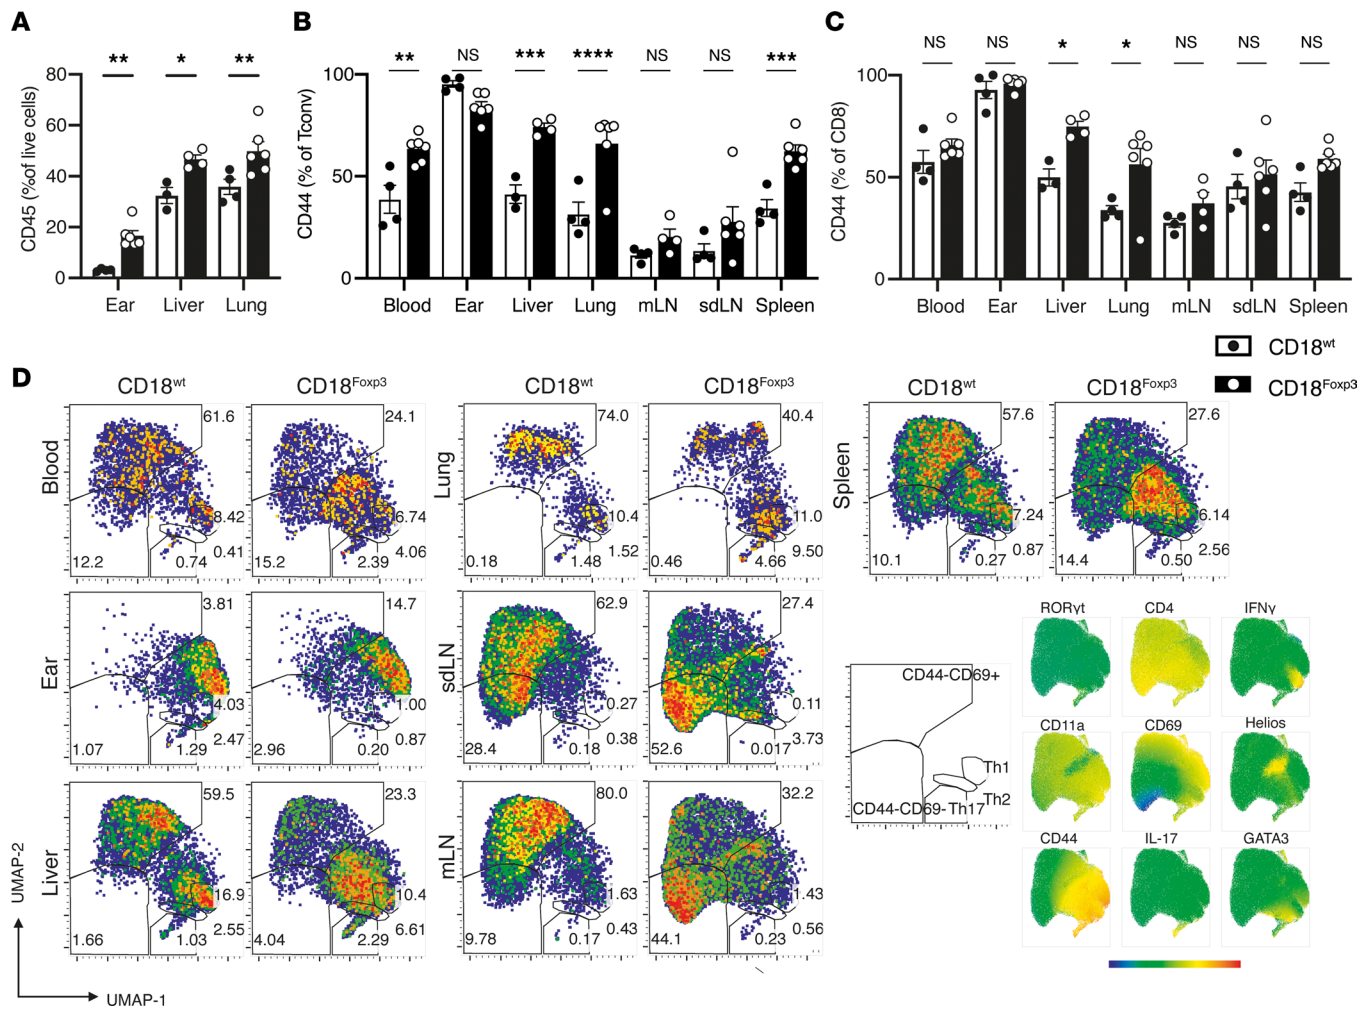 A
B
C
** * **
** NS *** **** NS NS ***
NS NS * * NS NS NS
CD45 (%of live cells)
80
60
40
20
0
Ear Liver Lung
CD44 (% of Tconv)
100
50
0
Blood Ear Liver Lung mLN sdLN Spleen
CD44 (% of CD8)
100
50
0
Blood Ear Liver Lung mLN sdLN Spleen
CD18wt
CD18Foxp3
D
CD18wt CD18Foxp3 CD18wt CD18Foxp3 CD18wt CD18Foxp3
Blood
61.6
8.42
0.41
0.74
12.2
24.1
6.74
4.06
2.39
15.2
Lung
74.0
10.4
1.52
1.48
0.18
40.4
11.0
9.50
4.66
0.46
Spleen
57.6
7.24
0.87
0.27
10.1
27.6
6.14
2.56
0.50
14.4
Ear
3.81
4.03
2.47
1.29
1.07
14.7
1.00
0.87
0.20
2.96
sdLN
62.9
0.27
0.38
0.18
28.4
27.4
0.11
3.73
0.017
52.6
Liver
59.5
16.9
2.55
1.03
1.66
23.3
10.4
6.61
2.29
4.04
mLN
80.0
1.63
0.43
0.17
9.78
32.2
1.43
0.56
0.23
44.1
CD44-CD69+
Th1
Th2
CD44-CD69-Th17
RORγt CD4 IFNγ
CD11a CD69 Helios
CD44 IL-17 GATA3
UMAP-2
UMAP-1